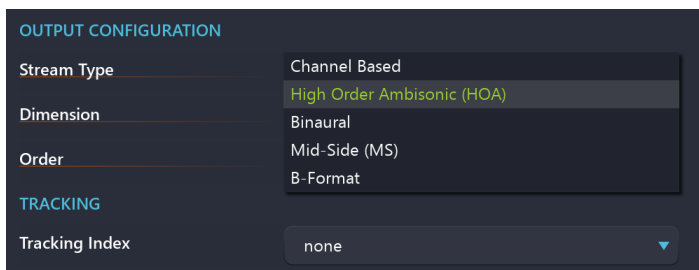 OUTPUT CONFIGURATION
Stream Type
Channel Based
High Order Ambisonic (HOA)
Dimension
Binaural
Mid-Side (MS)
Order
B-Format
TRACKING
Tracking Index none